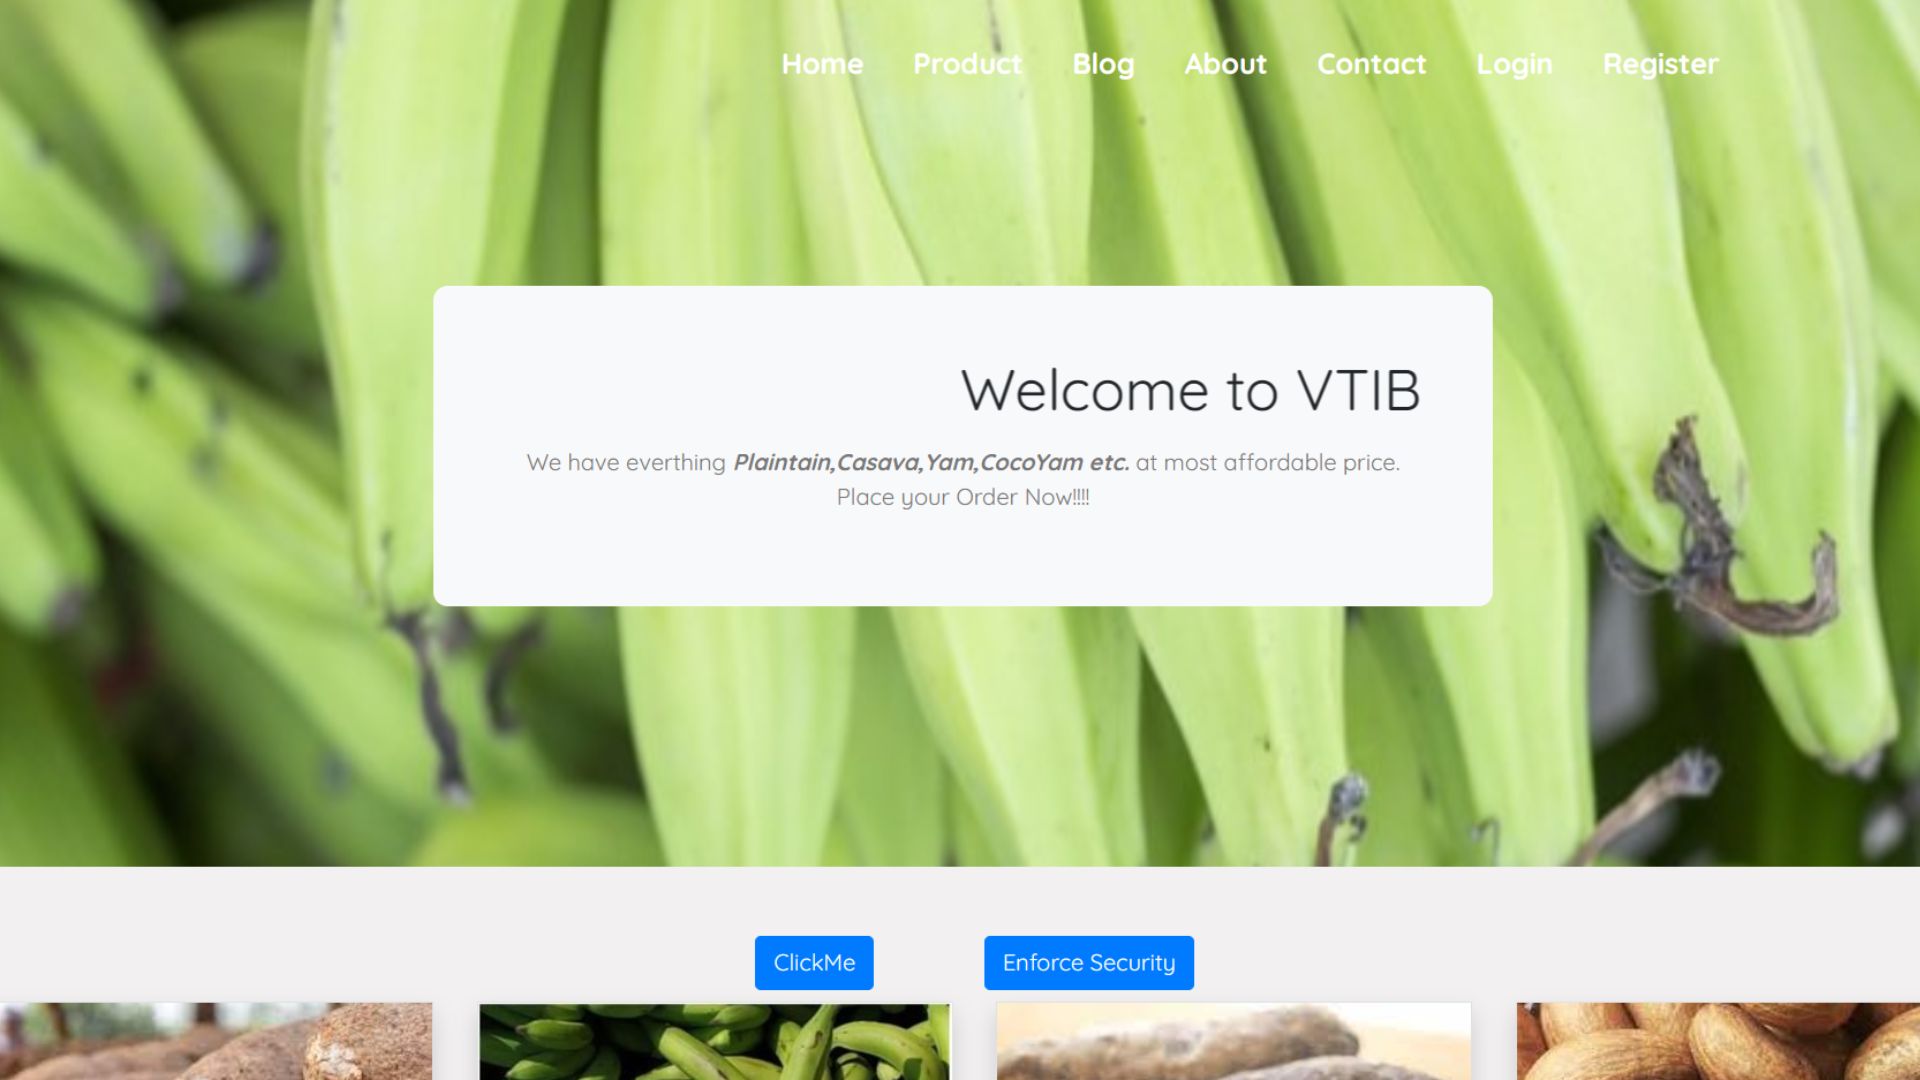 Home Product Blog About Contact Login Register
Welcome to VTIB
We have everthing Plaintain,Casava,Yam,CocoYam etc. at most affordable price.
Place your Order Now!!!!
ClickMe Enforce Security